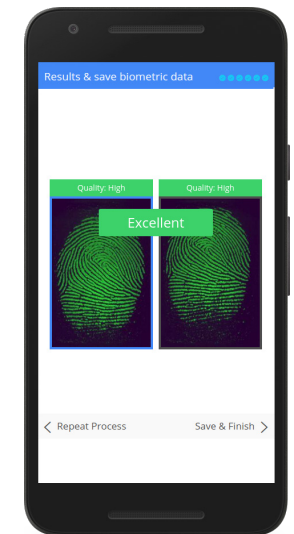 Results & save biometric data
Quality: High
Quality: High
Excellent
Repeat Process
Save & Finish